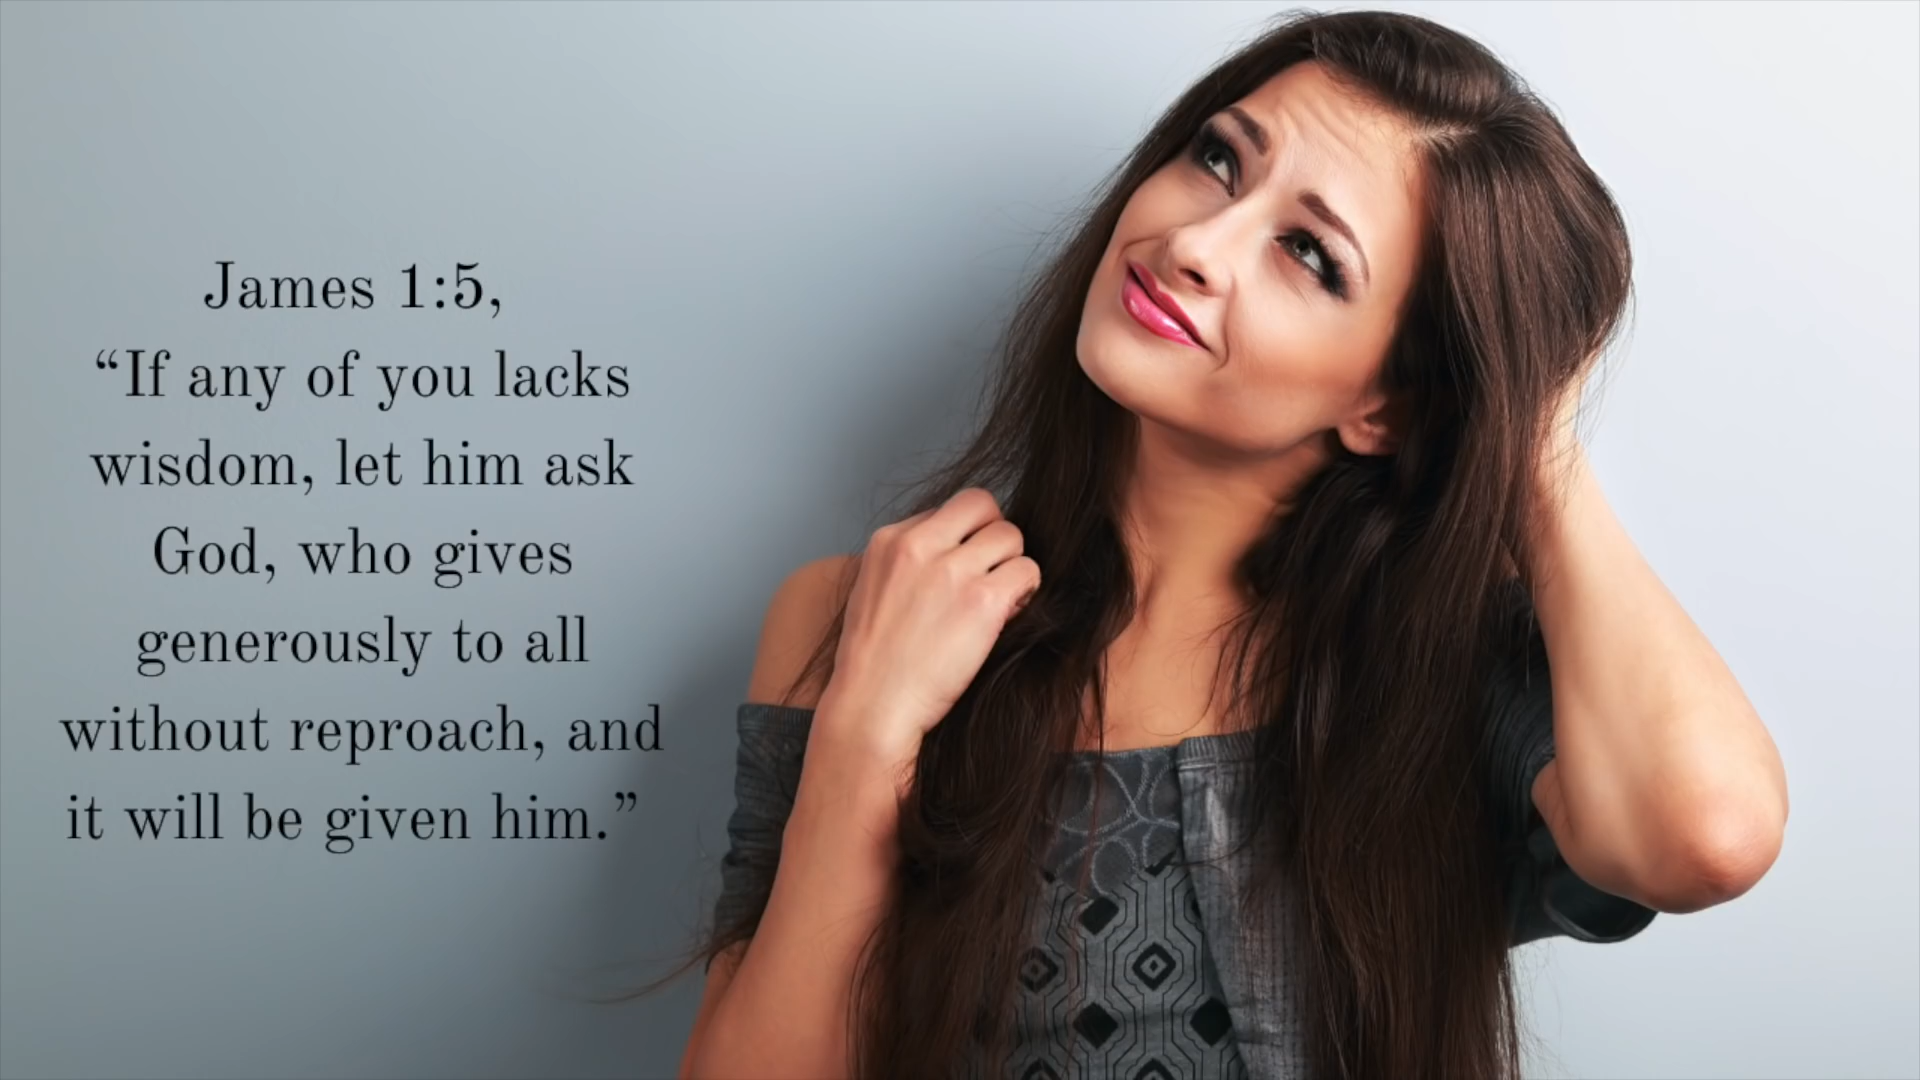 James 1:5,
“If any of you lacks
wisdom, let him ask
God, who gives
generously to all
without reproach, and
it will be given him.”